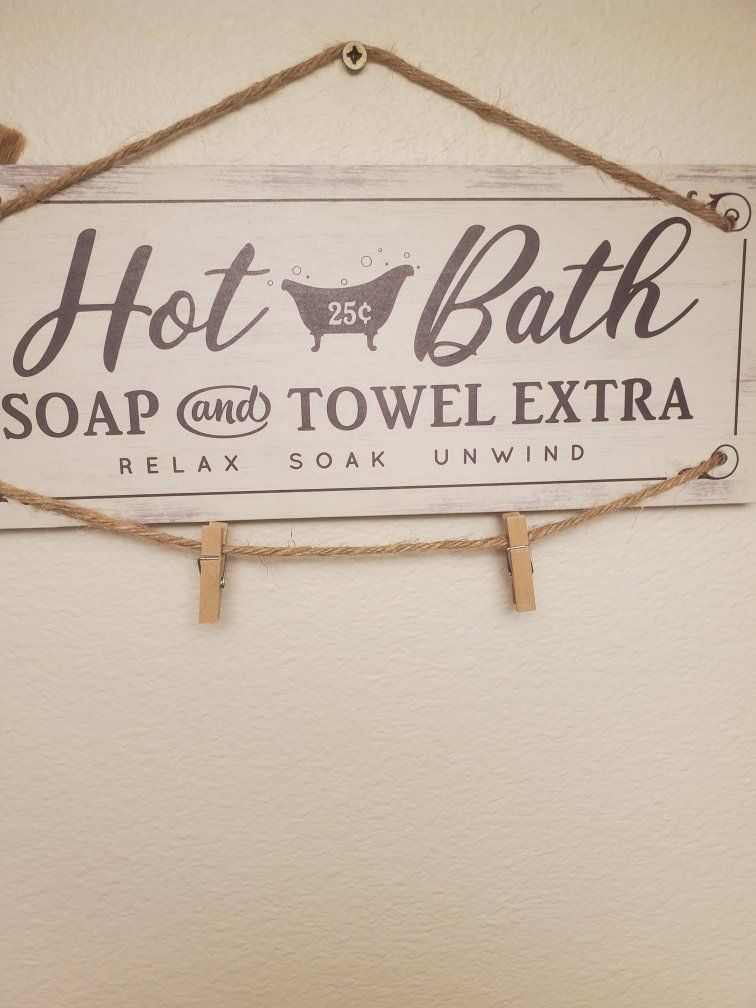 Hot 25¢ Bath
SOAP and TOWEL EXTRA
RELAX SOAK UNWIND